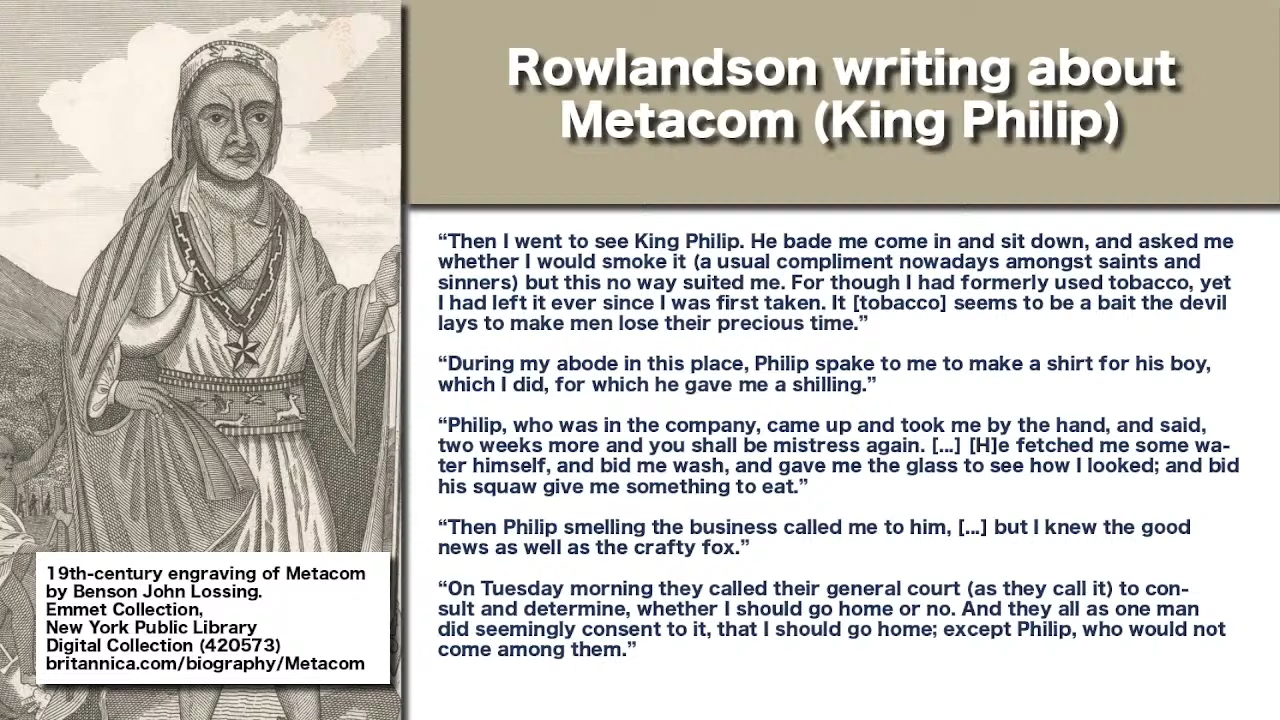 Rowlandson writing about
Metacom (King Philip)
“Then I went to see King Philip. He bade me come in and sit down, and asked me
whether I would smoke it (a usual compliment nowadays amongst saints and
sinners) but this no way suited me. For though I had formerly used tobacco, yet
I had left it ever since I was first taken. It [tobacco] seems to be a bait the devil
lays to make men lose their precious time.”
“During my abode in this place, Philip spake to me to make a shirt for his boy,
which I did, for which he gave me a shilling.”
“Philip, who was in the company, came up and took me by the hand, and said,
two weeks more and you shall be mistress again. [...] [H]e fetched me some wa-
ter himself, and bid me wash, and gave me the glass to see how I looked; and bid
his squaw give me something to eat.”
“Then Philip smelling the business called me to him, [...] but I knew the good
news as well as the crafty fox.”
“On Tuesday morning they called their general court (as they call it) to con-
sult and determine, whether I should go home or no. And they all as one man
did seemingly consent to it, that I should go home; except Philip, who would not
come among them.”
19th-century engraving of Metacom
by Benson John Lossing.
Emmet Collection,
New York Public Library
Digital Collection (420573)
britannica.com/biography/Metacom